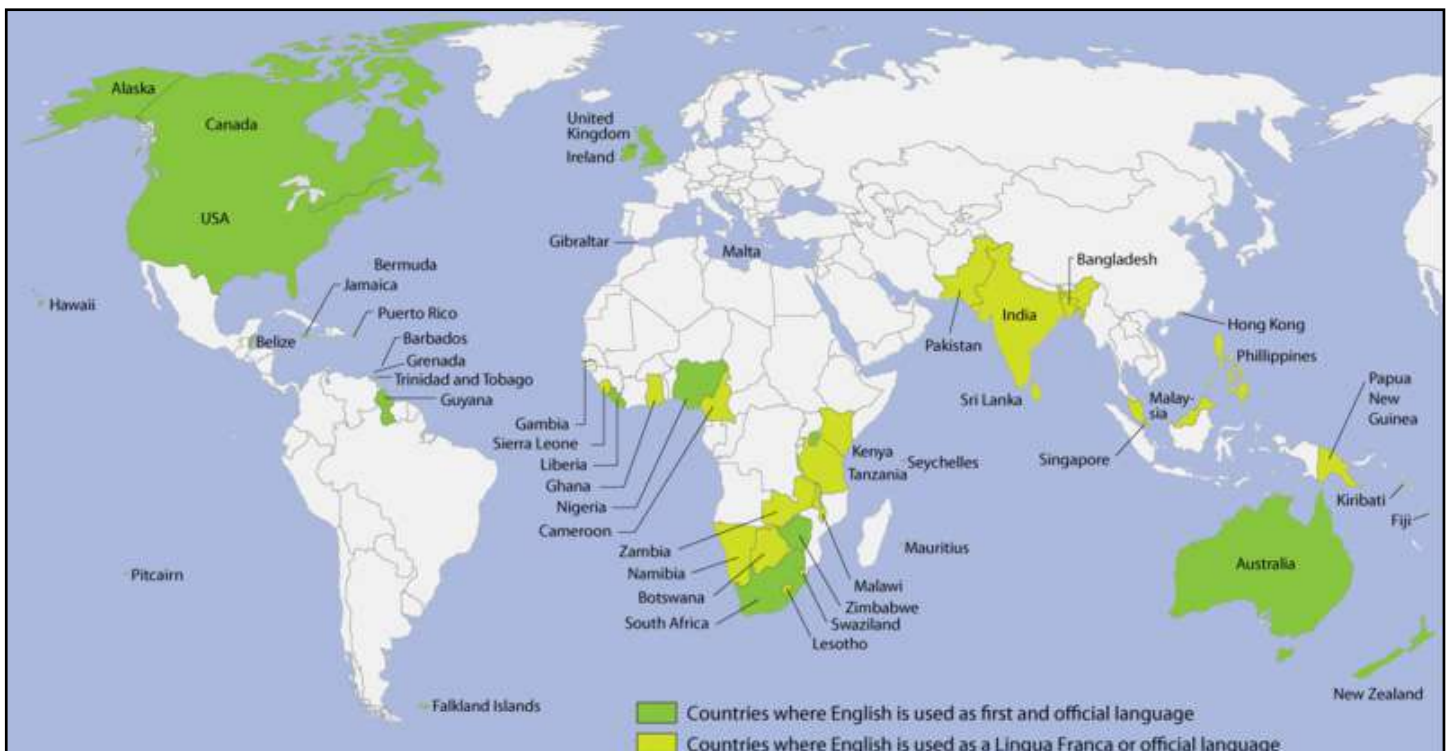 Alaska
Canada
USA
Hawaii
Bermuda
Jamaica
Puerto Rico
Belize
Barbados
Grenada
Trinidad and Tobago
Guyana
Pitcairn
Falkland Islands
United
Kingdom
Ireland
Gibraltar
Malta
Gambia
Sierra Leone
Liberia
Ghana
Nigeria
Cameroon
Zambia
Namibia
Botswana
South Africa
Kenya
Tanzania
Seychelles
Mauritius
Malawi
Zimbabwe
Swaziland
Lesotho
Pakistan
India
Bangladesh
Sri Lanka
Hong Kong
Phillippines
Malay-
sia
Singapore
Papua
New
Guinea
Kiribati
Fiji
Australia
New Zealand
Countries where English is used as first and official language
Countries where English is used as a Lingua Franca or official language